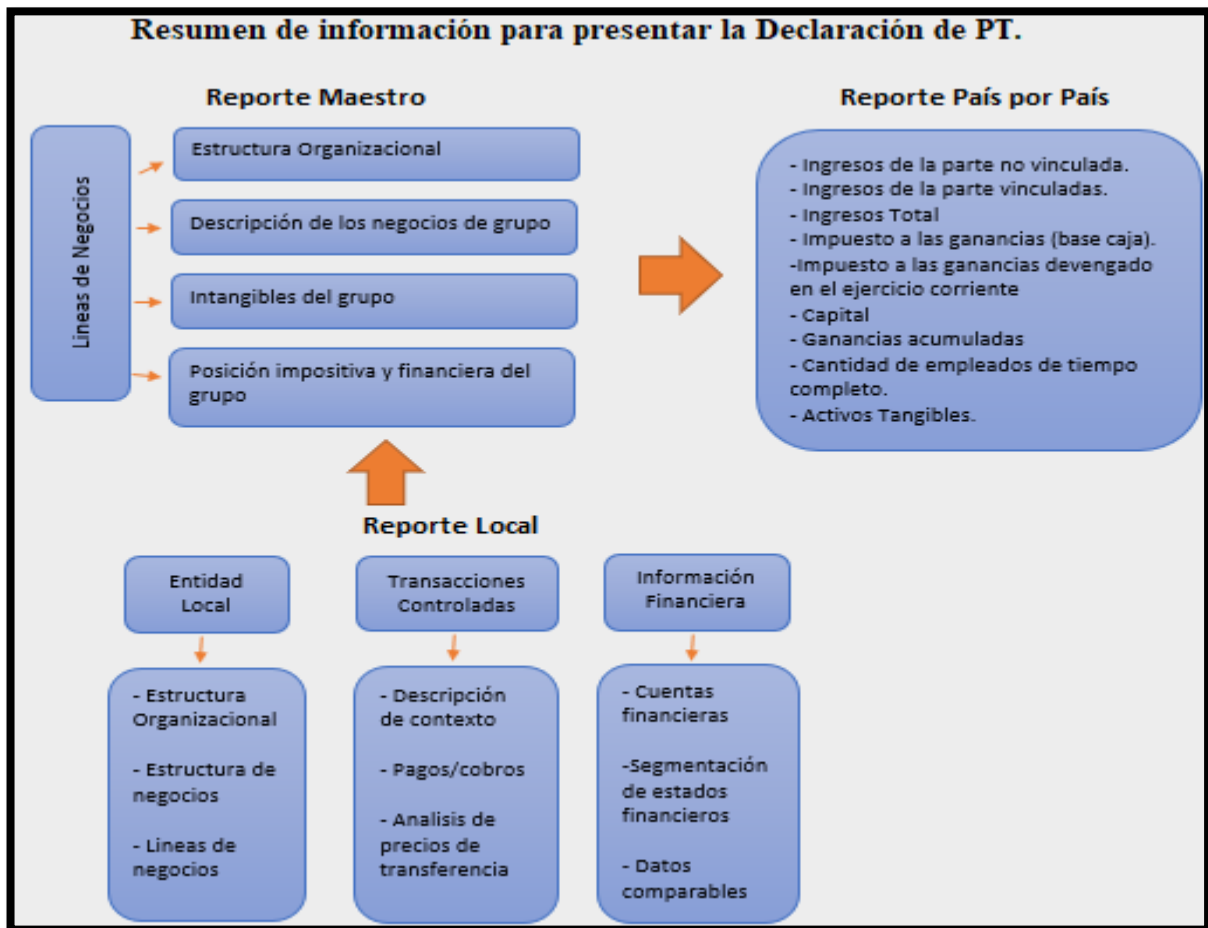 Resumen de información para presentar la Declaración de PT.
Reporte Maestro
Lineas de Negocios
Estructura Organizacional
Descripción de los negocios de grupo
Intangibles del grupo
Posición impositiva y financiera del
grupo
Reporte País por País
- Ingresos de la parte no vinculada.
- Ingresos de la parte vinculadas.
- Ingresos Total
- Impuesto a las ganancias (base caja).
-Impuesto a las ganancias devengado
en el ejercicio corriente
- Capital
- Ganancias acumuladas
- Cantidad de empleados de tiempo
completo.
- Activos Tangibles.
Reporte Local
Entidad
Local
- Estructura
Organizacional
- Estructura de
negocios
- Lineas de
negocios
Transacciones
Controladas
- Descripción
de contexto
- Pagos/cobros
- Analisis de
precios de
transferencia
Información
Financiera
- Cuentas
financieras
-Segmentación
de estados
financieros
- Datos
comparables